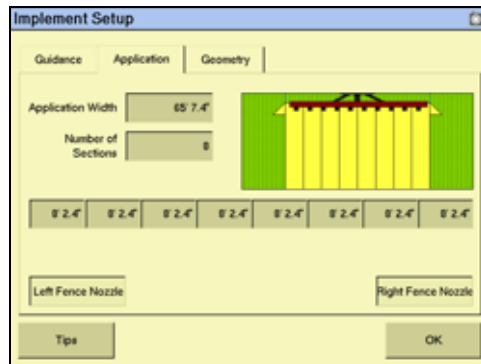 Implement Setup
Guidance Application Geometry
Application Width 65' 7.4"
Number of
Sections 8
8' 2.4" 8' 2.4" 8' 2.4" 8' 2.4" 8' 2.4" 8' 2.4" 8' 2.4" 8' 2.4"
Left Fence Nozzle Right Fence Nozzle
Tips OK